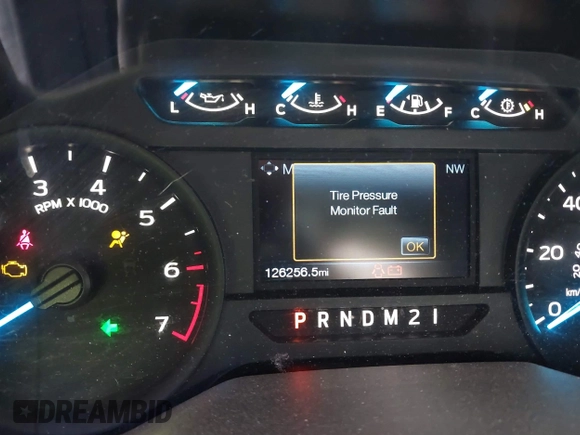 L H C H E F C H
3 4 5 6 7
RPM X 1000
M NW
Tire Pressure
Monitor Fault
OK
126256.5mi
P R N D M 2 1
40
20
0
km/
DREAMBID